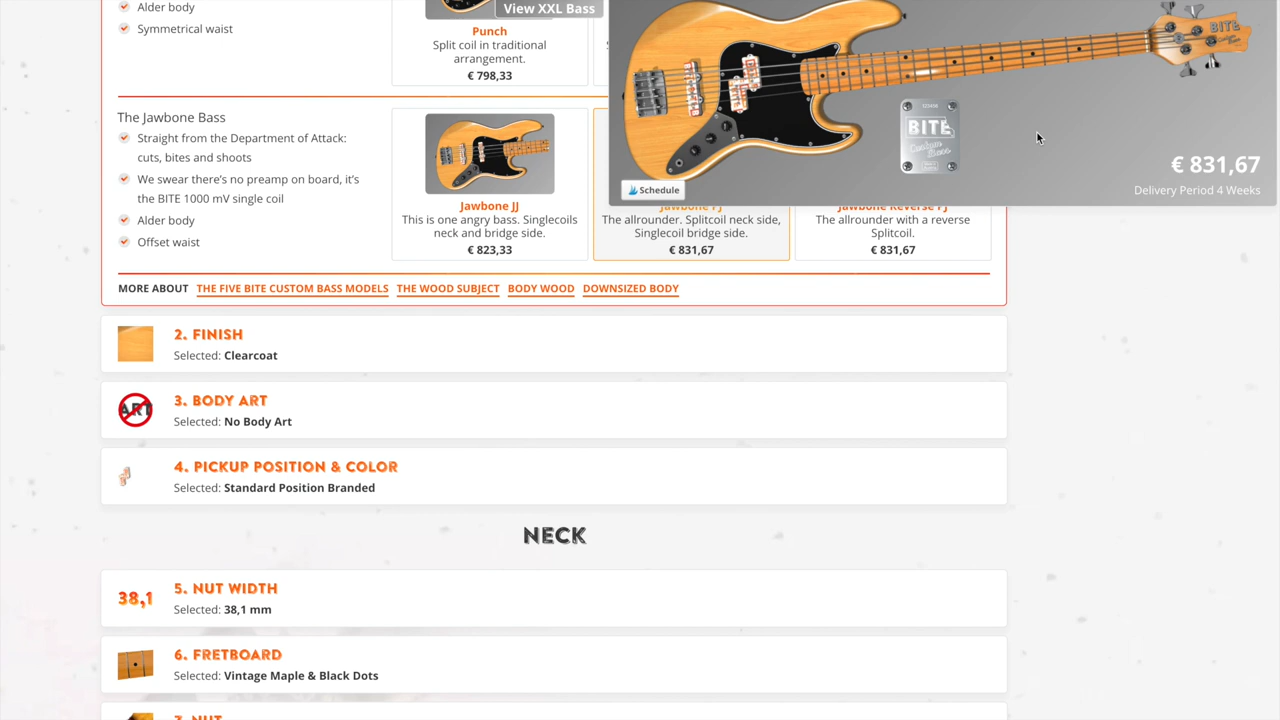 Alder body
Symmetrical waist
Punch
Split coil in traditional
arrangement.
€ 798,33
View XXL Bass
BITE
123456
BITE
Custom
Bass
€ 831,67
Delivery Period 4 Weeks
Schedule
The Jawbone Bass
Straight from the Department of Attack:
cuts, bites and shoots
We swear there's no preamp on board, it's
the BITE 1000 mV single coil
Alder body
Offset waist
Jawbone JJ
This is one angry bass. Singlecoils
neck and bridge side.
€ 823,33
Jawbone PJ
The allrounder. Splitcoil neck side,
Singlecoil bridge side.
€ 831,67
Jawbone Reverse PJ
The allrounder with a reverse
Splitcoil.
€ 831,67
MORE ABOUT THE FIVE BITE CUSTOM BASS MODELS THE WOOD SUBJECT BODY WOOD DOWNSIZED BODY
2. FINISH
Selected: Clearcoat
ART
3. BODY ART
Selected: No Body Art
4. PICKUP POSITION & COLOR
Selected: Standard Position Branded
NECK
38,1
5. NUT WIDTH
Selected: 38,1 mm
6. FRETBOARD
Selected: Vintage Maple & Black Dots
7. NUT